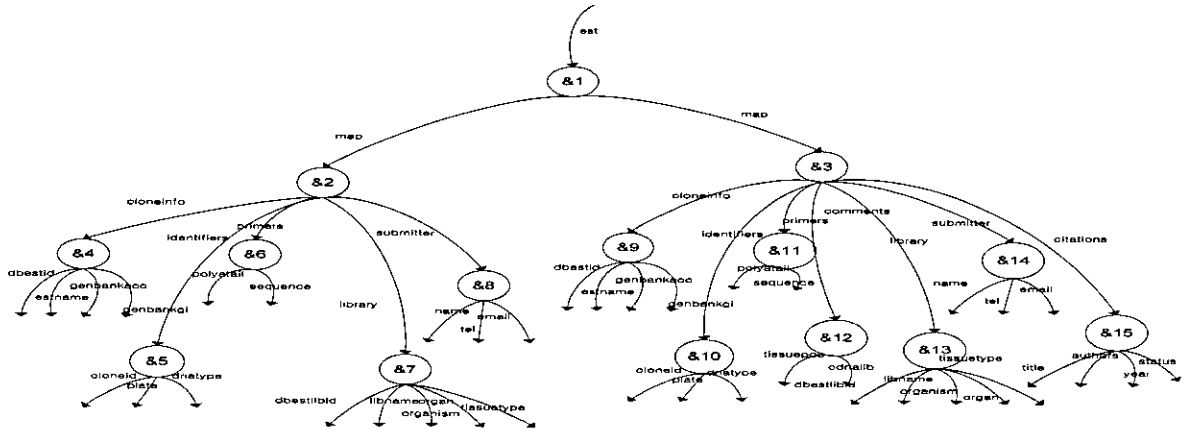 est
&1
map
map
&2
&3
cloneinfo
identifiers
primers
submitter
library
cloneinfo
identifiers
primers
comments
library
submitter
citations
&4
&6
&8
&9
&11
&14
dbestid
estname
genbankacc
genbankgi
polyatail
sequence
name
tel
email
dbestid
estname
genbankacc
genbankgi
polyatail
sequence
name
tel
email
&5
&7
&10
&12
&13
&15
cloneid
plate
dnatype
dbestlibid
libname
organism
organ
tissuetype
cloneid
plate
dnatype
cdnalib
dbestlibid
libname
organism
organ
tissuetype
title
authors
year
status